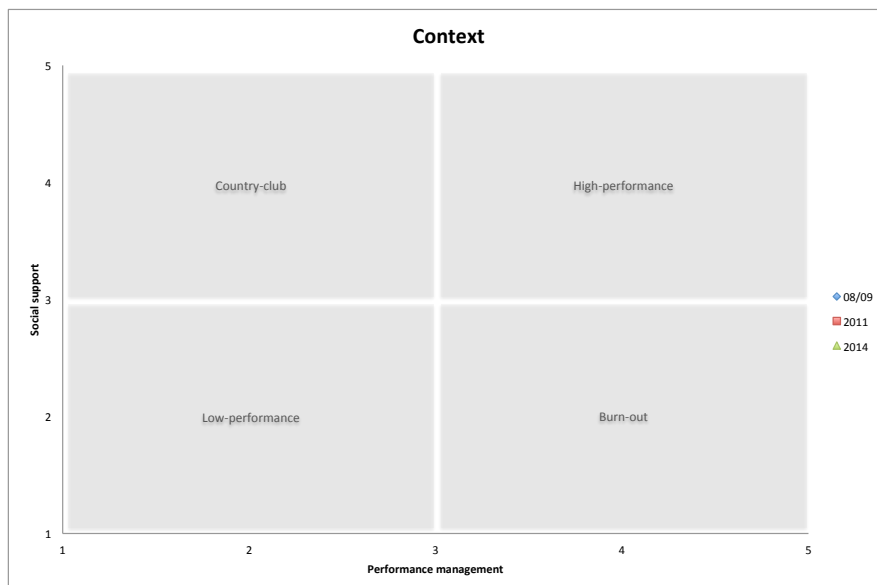 Context
5
4
3
2
1
Social support
Country-club
High-performance
Low-performance
Burn-out
08/09
2011
2014
1
2
3
4
5
Performance management